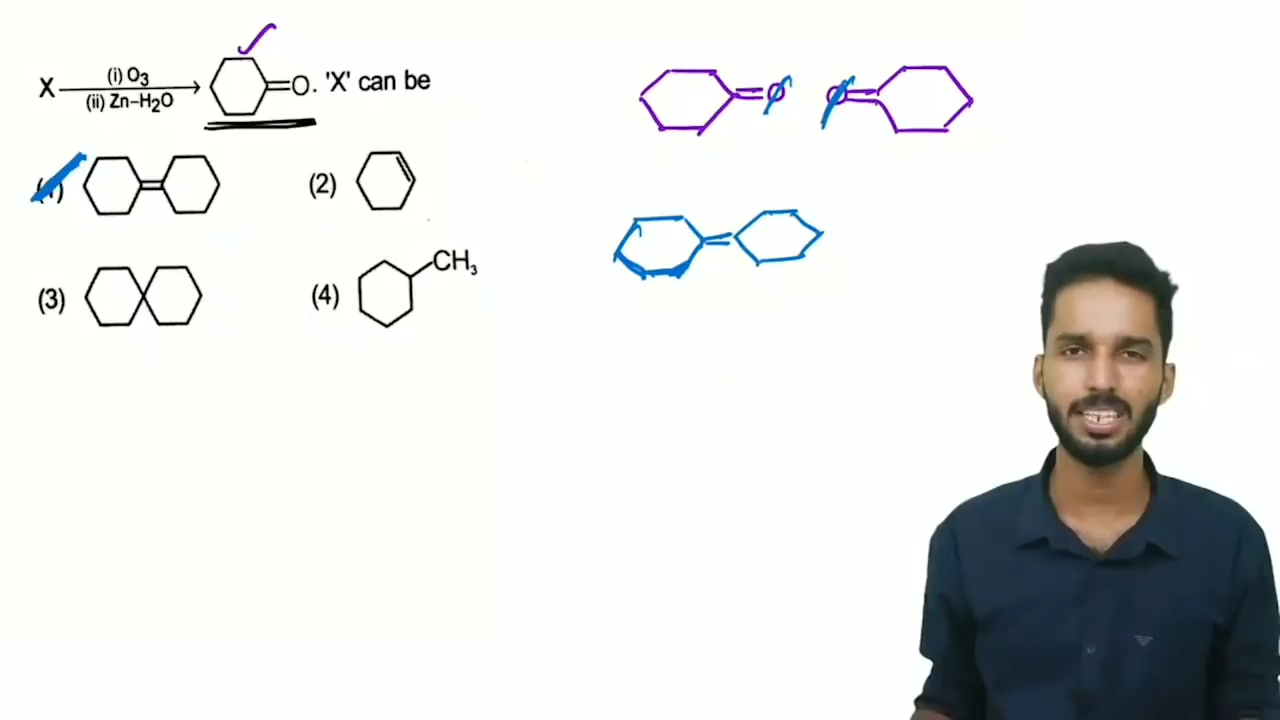 X (i) O₃ (ii) Zn–H₂O =O. 'X' can be
=O O=
(1) (2)
(3) (4) CH₃